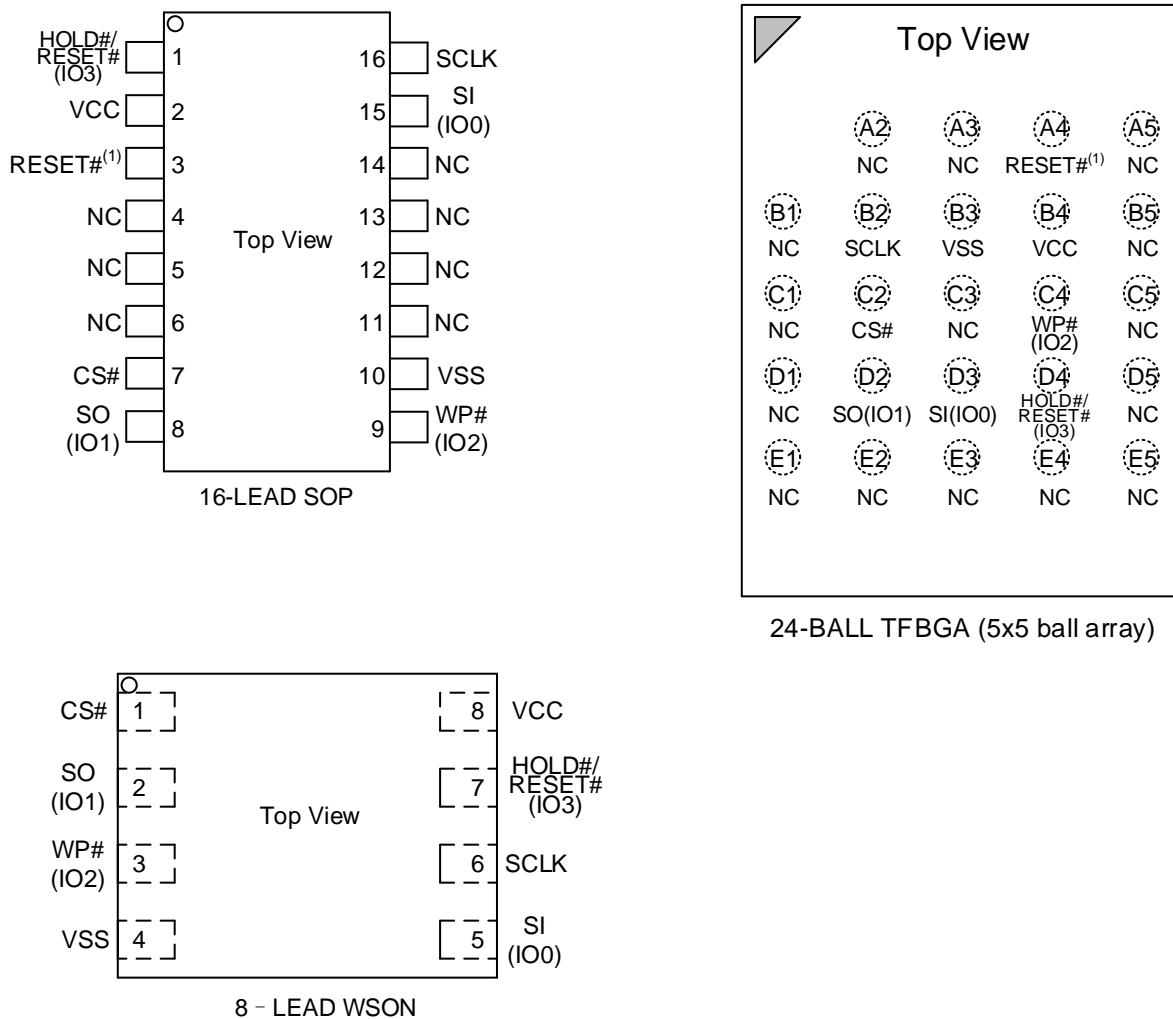 HOLD#/
RESET#
(IO3)
1
16
SCLK
VCC
2
15
SI
(IO0)
RESET#(1)
3
14
NC
NC
4
13
NC
Top View
NC
5
12
NC
NC
6
11
NC
CS#
7
10
VSS
SO
(IO1)
8
9
WP#
(IO2)
16-LEAD SOP
Top View
A2 A3 A4 A5
NC NC RESET#(1) NC
B1 B2 B3 B4 B5
NC SCLK VSS VCC NC
C1 C2 C3 C4 C5
NC CS# NC WP# NC
(IO2)
D1 D2 D3 D4 D5
NC SO(IO1) SI(IO0) HOLD#/ NC
RESET#
(IO3)
E1 E2 E3 E4 E5
NC NC NC NC NC
24-BALL TFBGA (5x5 ball array)
CS#
1
8
VCC
SO
(IO1)
2
7
HOLD#/
RESET#
(IO3)
Top View
WP#
(IO2)
3
6
SCLK
VSS
4
5
SI
(IO0)
8 – LEAD WSON